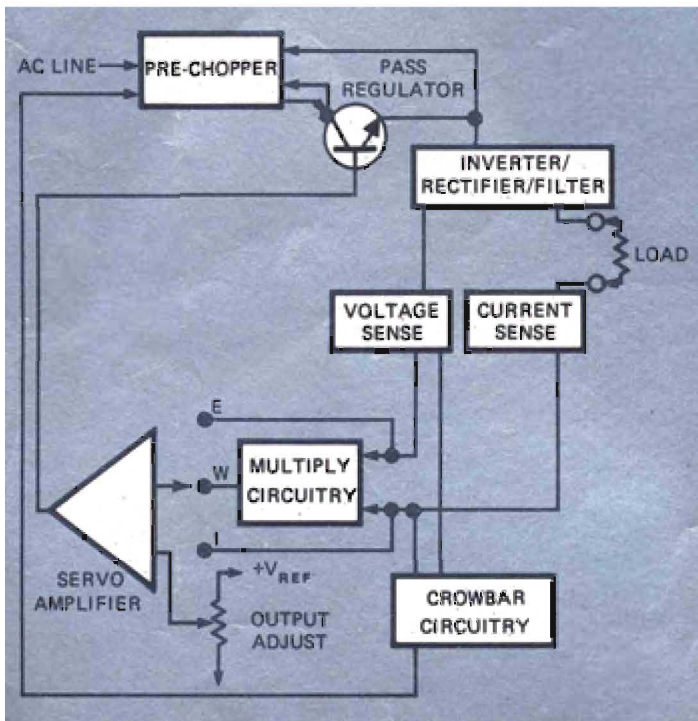 AC LINE
PRE-CHOPPER
PASS
REGULATOR
INVERTER/
RECTIFIER/FILTER
LOAD
VOLTAGE
SENSE
CURRENT
SENSE
E
W
I
MULTIPLY
CIRCUITRY
SERVO
AMPLIFIER
+VREF
OUTPUT
ADJUST
CROWBAR
CIRCUITRY